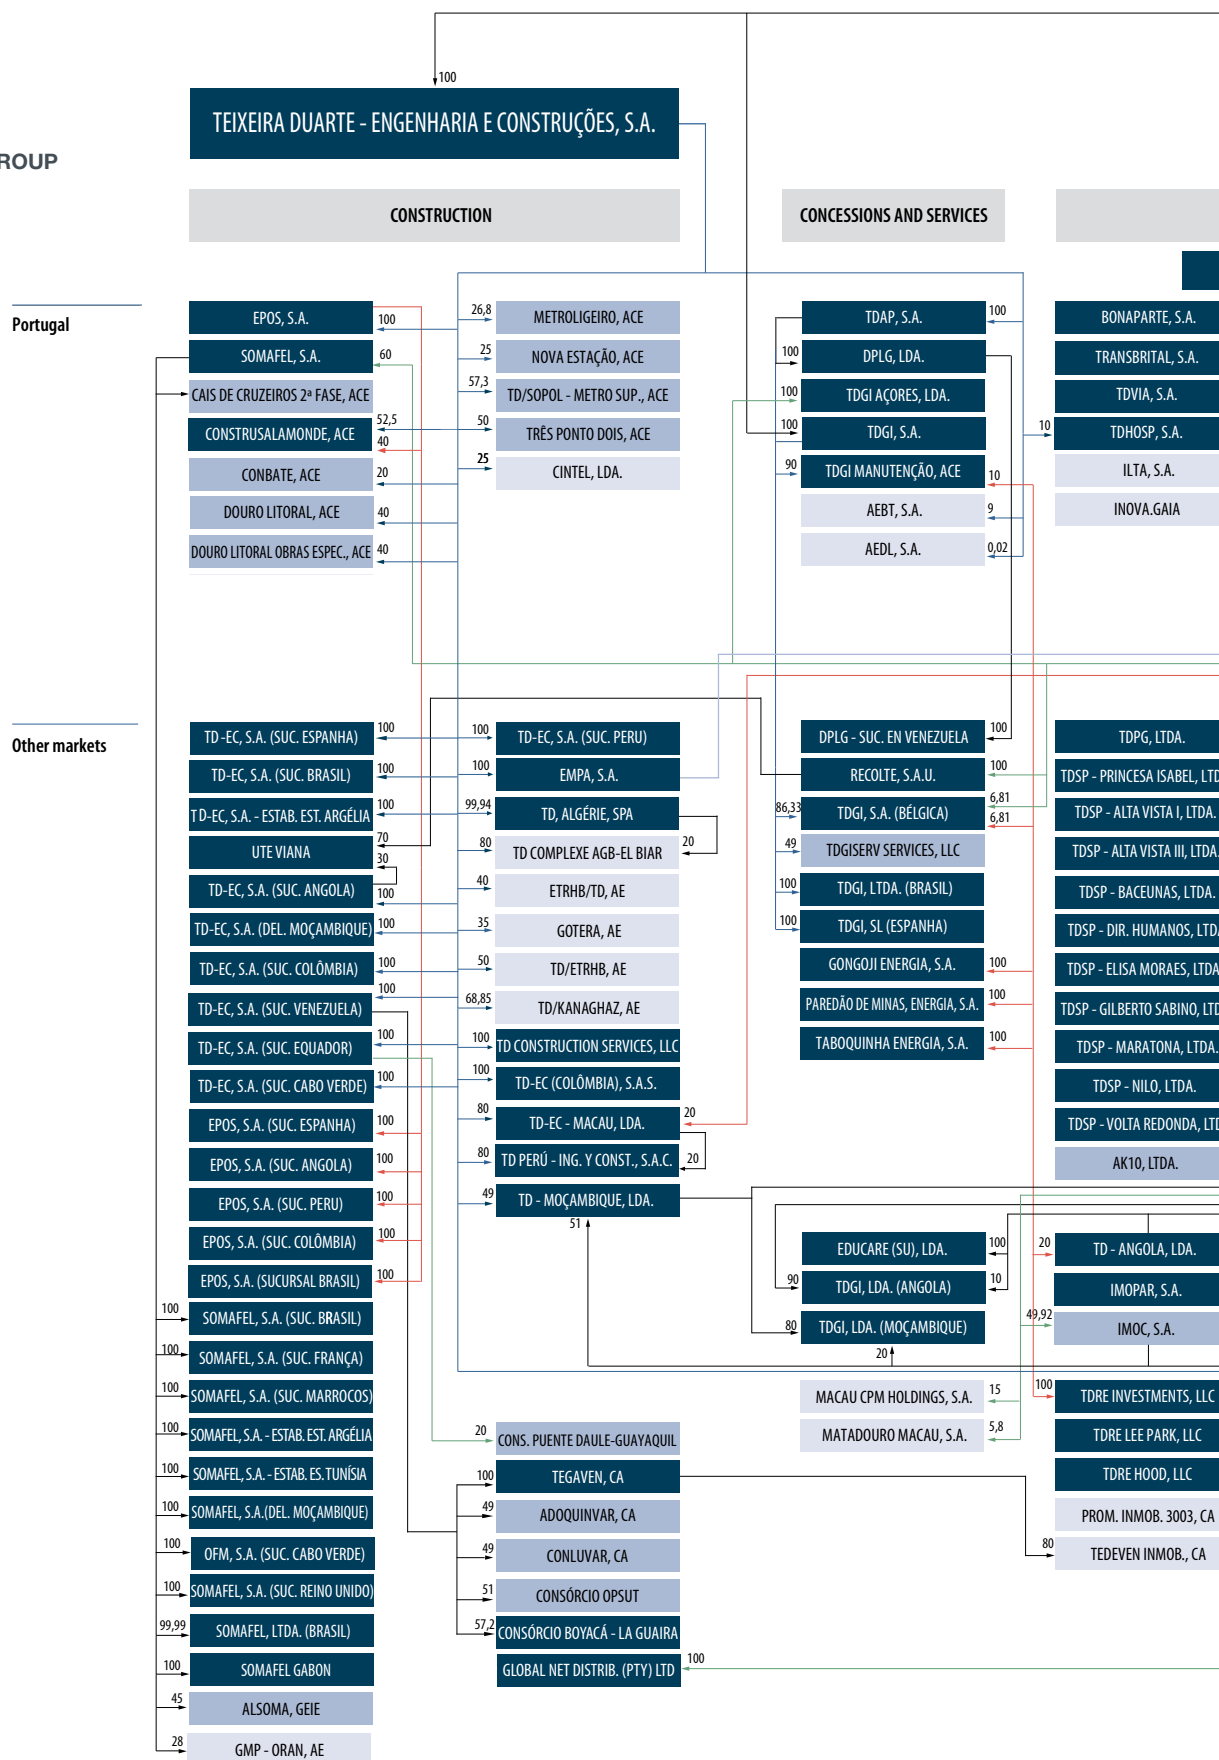 100
TEIXEIRA DUARTE - ENGENHARIA E CONSTRUÇÕES, S.A.
ROUP
CONSTRUCTION
CONCESSIONS AND SERVICES
Portugal
EPOS, S.A.
100
SOMAFEL, S.A.
60
CAIS DE CRUZEIROS 2ª FASE, ACE
CONSTRUSALAMONDE, ACE
52,5
40
CONBATE, ACE
20
DOURO LITORAL, ACE
40
DOURO LITORAL OBRAS ESPEC., ACE
40
26,8
METROLIGEIRO, ACE
25
NOVA ESTAÇÃO, ACE
57,3
TD/SOPOL - METRO SUP., ACE
50
TRÊS PONTO DOIS, ACE
25
CINTEL, LDA.
TDAP, S.A.
100
100
DPLG, LDA.
100
TDGI AÇORES, LDA.
100
TDGI, S.A.
90
TDGI MANUTENÇÃO, ACE
10
AEBT, S.A.
9
AEDL, S.A.
0,02
BONAPARTE, S.A.
TRANSBRITAL, S.A.
TDVIA, S.A.
10
TDHOSP, S.A.
ILTA, S.A.
INOVA.GAIA
Other markets
TD -EC, S.A. (SUC. ESPANHA)
100
TD-EC, S.A. (SUC. BRASIL)
100
TD-EC, S.A. - ESTAB. EST. ARGÉLIA
100
UTE VIANA
70
30
TD-EC, S.A. (SUC. ANGOLA)
100
TD-EC, S.A. (DEL. MOÇAMBIQUE)
100
TD-EC, S.A. (SUC. COLÔMBIA)
100
TD-EC, S.A. (SUC. VENEZUELA)
100
TD-EC, S.A. (SUC. EQUADOR)
100
TD-EC, S.A. (SUC. CABO VERDE)
100
EPOS, S.A. (SUC. ESPANHA)
100
EPOS, S.A. (SUC. ANGOLA)
100
EPOS, S.A. (SUC. PERU)
100
EPOS, S.A. (SUC. COLÔMBIA)
100
EPOS, S.A. (SUCURSAL BRASIL)
100
100
SOMAFEL, S.A. (SUC. BRASIL)
100
SOMAFEL, S.A. (SUC. FRANÇA)
100
SOMAFEL, S.A. (SUC. MARROCOS)
100
SOMAFEL, S.A. - ESTAB. EST. ARGÉLIA
100
SOMAFEL, S.A. - ESTAB. ES. TUNÍSIA
100
SOMAFEL, S.A.(DEL. MOÇAMBIQUE)
100
OFM, S.A. (SUC. CABO VERDE)
100
SOMAFEL, S.A. (SUC. REINO UNIDO)
99,99
SOMAFEL, LTDA. (BRASIL)
100
SOMAFEL GABON
45
ALSOMA, GEIE
28
GMP - ORAN, AE
100
TD-EC, S.A. (SUC. PERU)
100
EMPA, S.A.
99,94
TD, ALGÉRIE, SPA
80
TD COMPLEXE AGB-EL BIAR
20
40
ETRHB/TD, AE
35
GOTERA, AE
50
TD/ETRHB, AE
68,85
TD/KANAGHAZ, AE
100
TD CONSTRUCTION SERVICES, LLC
100
TD-EC (COLÔMBIA), S.A.S.
80
TD-EC - MACAU, LDA.
20
80
TD PERÚ - ING. Y CONST., S.A.C.
20
49
TD - MOÇAMBIQUE, LDA.
51
20
CONS. PUENTE DAULE-GUAYAQUIL
100
TEGAVEN, CA
49
ADOQUINVAR, CA
49
CONLUVAR, CA
51
CONSÓRCIO OPSUT
57,2
CONSÓRCIO BOYACÁ - LA GUAIRA
GLOBAL NET DISTRIB. (PTY) LTD
100
DPLG - SUC. EN VENEZUELA
100
RECOLTE, S.A.U.
100
86,33
TDGI, S.A. (BÉLGICA)
6,81
6,81
49
TDGISERV SERVICES, LLC
100
TDGI, LTDA. (BRASIL)
100
TDGI, SL (ESPANHA)
GONGOJI ENERGIA, S.A.
100
PAREDÃO DE MINAS, ENERGIA, S.A.
100
TABOQUINHA ENERGIA, S.A.
100
EDUCARE (SU), LDA.
100
90
TDGI, LDA. (ANGOLA)
10
80
TDGI, LDA. (MOÇAMBIQUE)
20
MACAU CPM HOLDINGS, S.A.
15
MATADOURO MACAU, S.A.
5,8
TDPG, LTDA.
TDSP - PRINCESA ISABEL, LTD
TDSP - ALTA VISTA I, LTDA.
TDSP - ALTA VISTA III, LTDA.
TDSP - BACEUNAS, LTDA.
TDSP - DIR. HUMANOS, LTDA
TDSP - ELISA MORAES, LTDA
TDSP - GILBERTO SABINO, LTD
TDSP - MARATONA, LTDA.
TDSP - NILO, LTDA.
TDSP - VOLTA REDONDA, LTD
AK10, LTDA.
20
TD - ANGOLA, LDA.
IMOPAR, S.A.
49,92
IMOC, S.A.
100
TDRE INVESTMENTS, LLC
TDRE LEE PARK, LLC
TDRE HOOD, LLC
PROM. INMOB. 3003, CA
80
TEDEVEN INMOB., CA